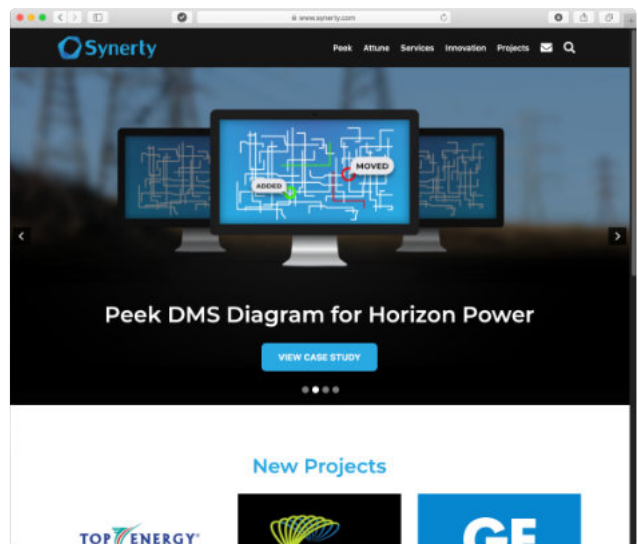 www.synerty.com
Synerty
Peek Attune Services Innovation Projects
MOVED
ADDED
Peek DMS Diagram for Horizon Power
VIEW CASE STUDY
New Projects
TOP ENERGY
GE